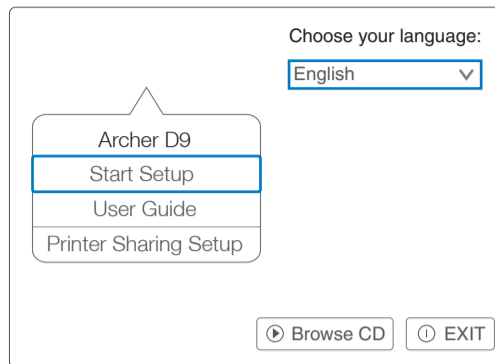 Choose your language:
English
Archer D9
Start Setup
User Guide
Printer Sharing Setup
Browse CD
EXIT